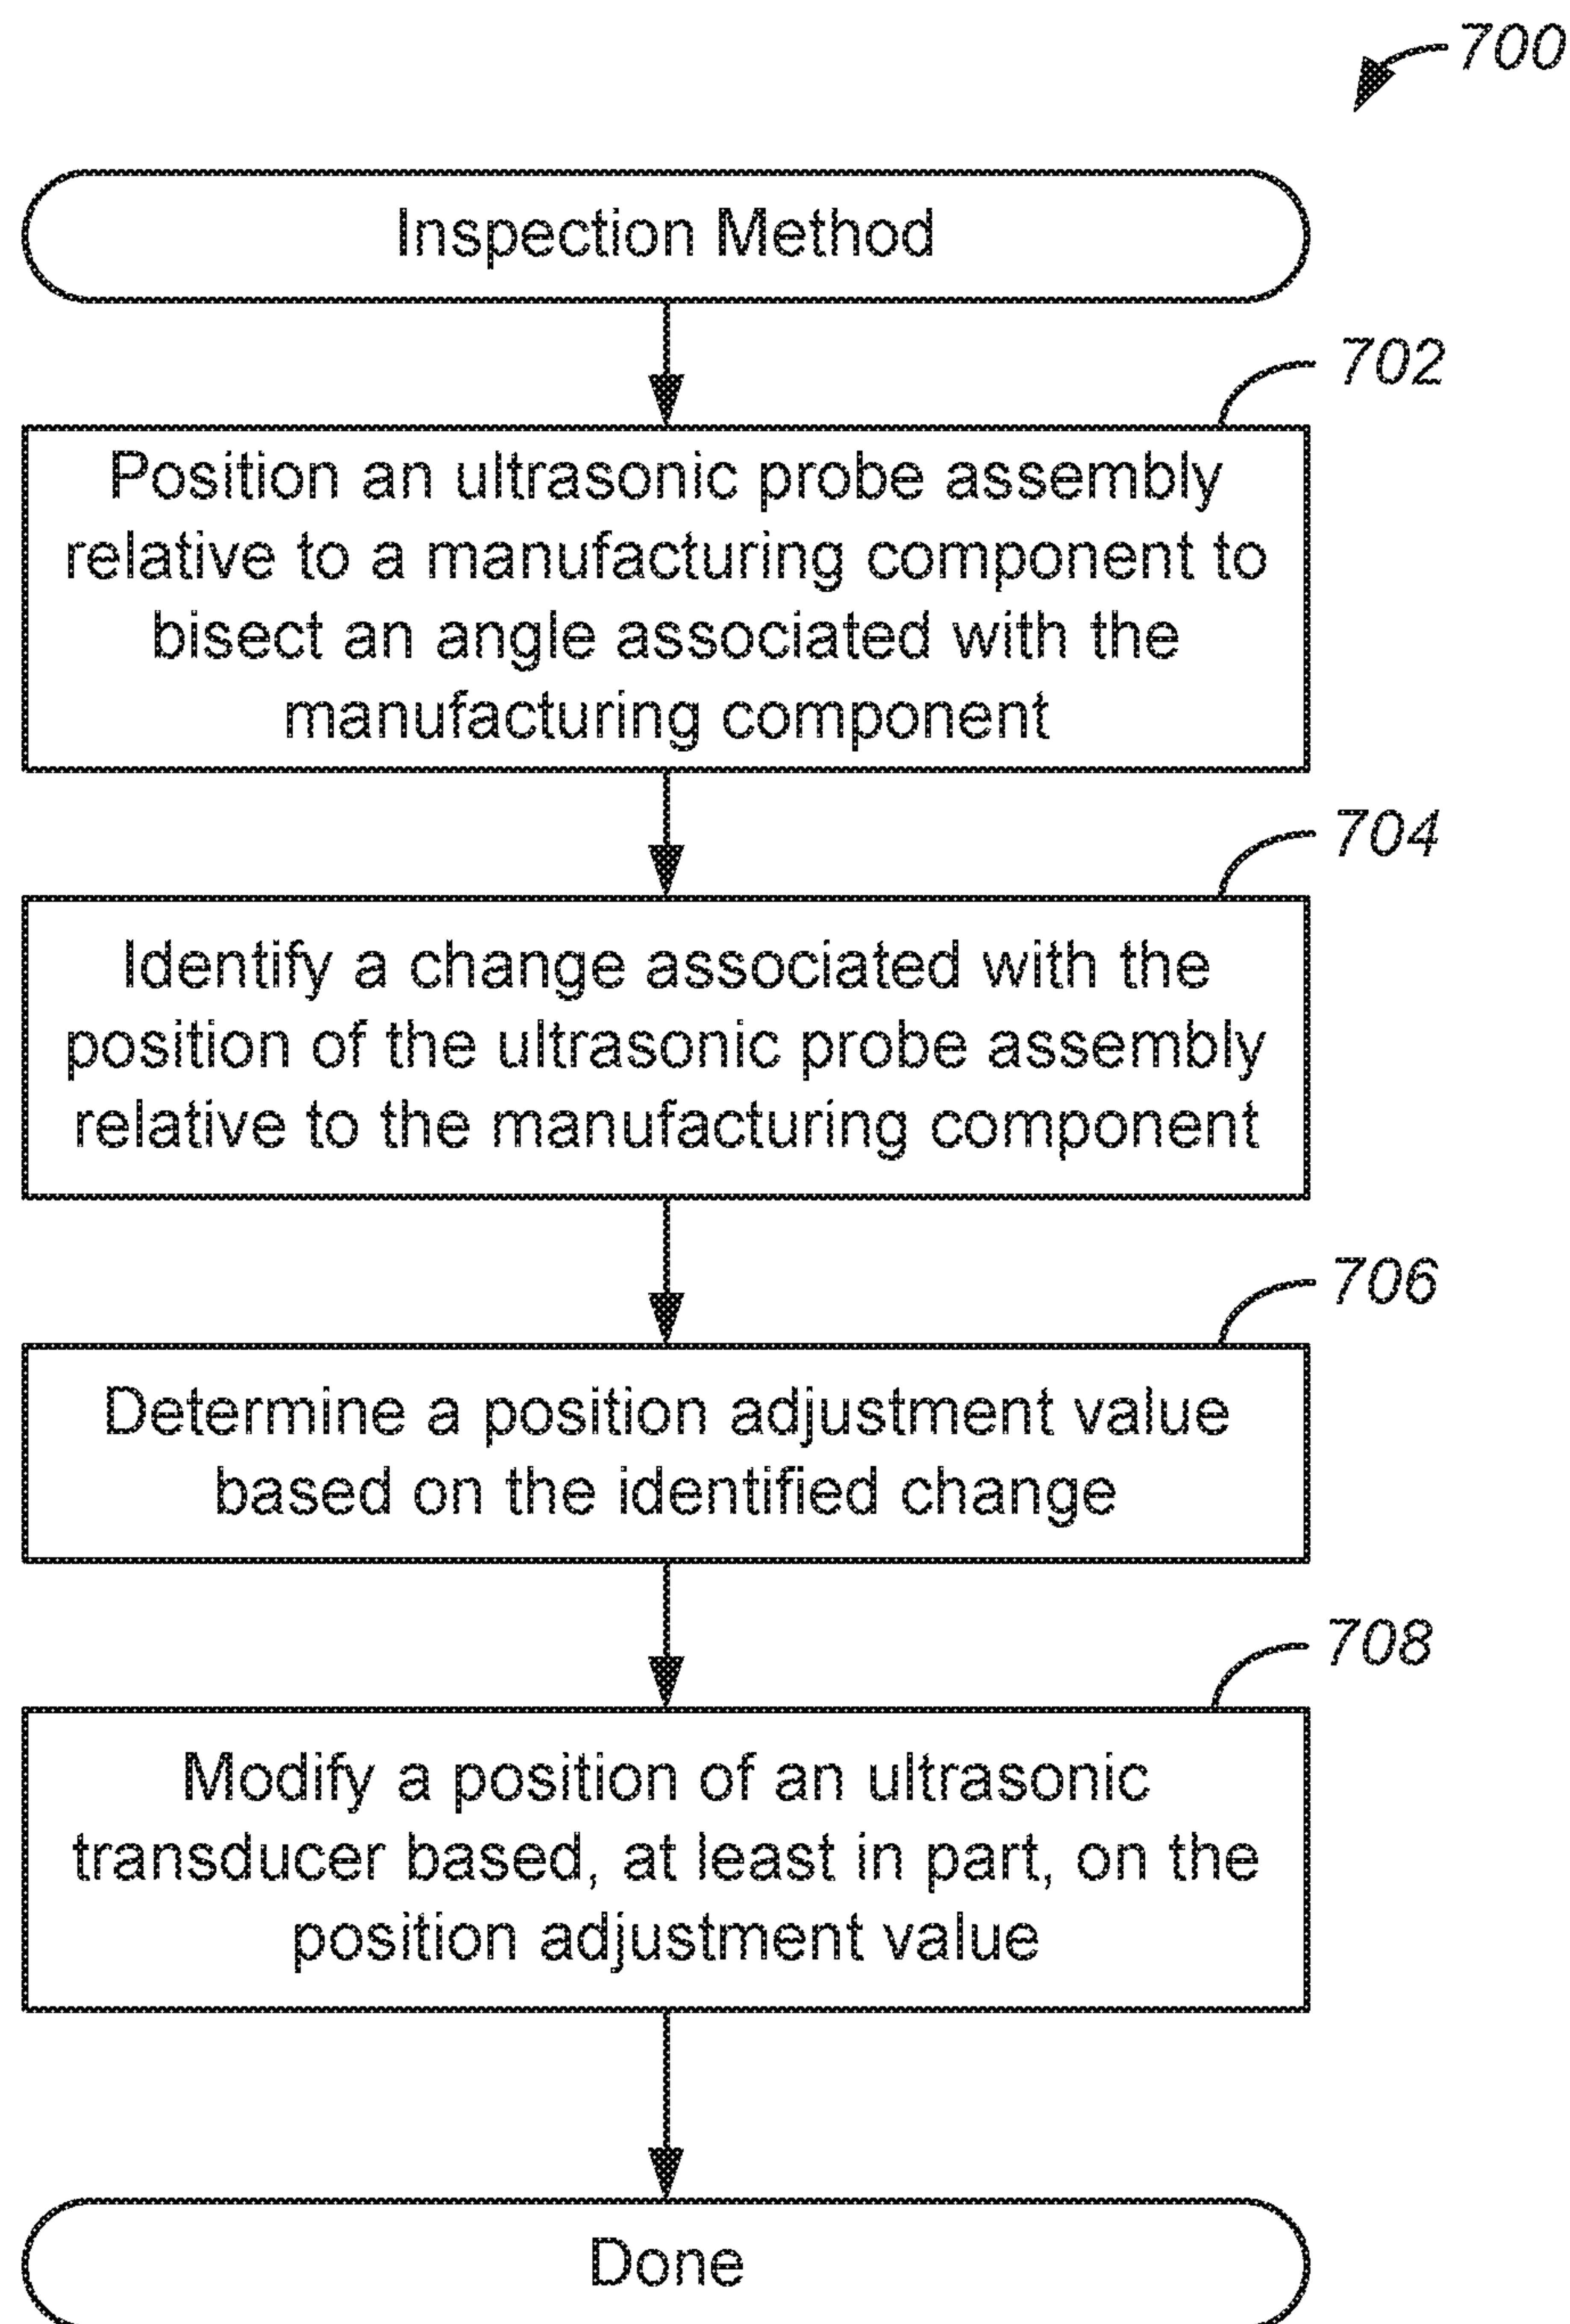 700
Inspection Method
702
Position an ultrasonic probe assembly
relative to a manufacturing component to
bisect an angle associated with the
manufacturing component
704
Identify a change associated with the
position of the ultrasonic probe assembly
relative to the manufacturing component
706
Determine a position adjustment value
based on the identified change
708
Modify a position of an ultrasonic
transducer based, at least in part, on the
position adjustment value
Done